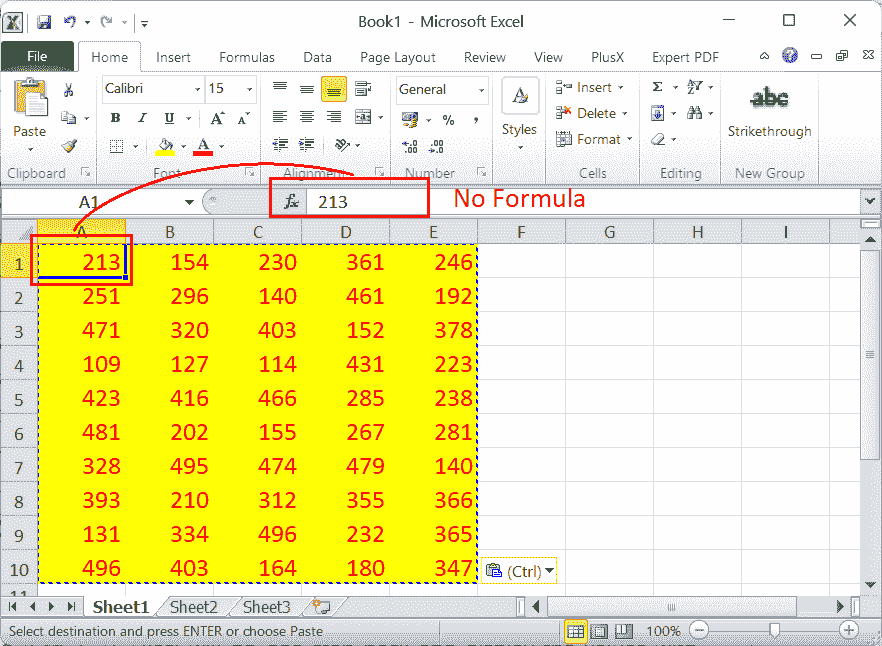 Book1 - Microsoft Excel
File Home Insert Formulas Data Page Layout Review View PlusX Expert PDF
Calibri 15 General Insert Σ
Paste B I U A A Styles Delete abc
A % , Format Strikethrough
Clipboard Font Alignment Number Cells Editing New Group
A1 fx 213 No Formula
A B C D E F G H I
1 213 154 230 361 246
2 251 296 140 461 192
3 471 320 403 152 378
4 109 127 114 431 223
5 423 416 466 285 238
6 481 202 155 267 281
7 328 495 474 479 140
8 393 210 312 355 366
9 131 334 496 232 365
10 496 403 164 180 347 (Ctrl)
11
Sheet1 Sheet2 Sheet3
Select destination and press ENTER or choose Paste 100%